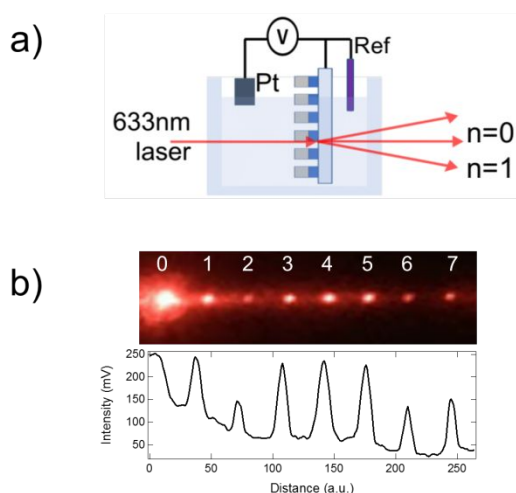 a)
V
Ref
Pt
633nm
laser
n=0
n=1
b)
0 1 2 3 4 5 6 7
250
200
150
100
50
Intensity (mV)
0 50 100 150 200 250
Distance (a.u.)